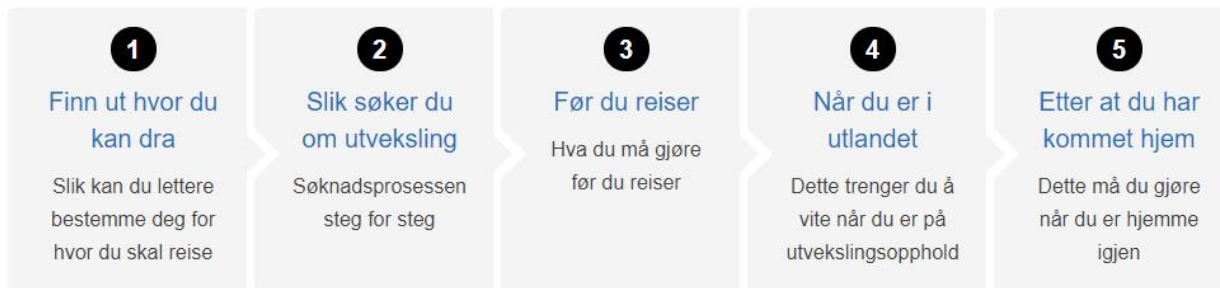 1
Finn ut hvor du
kan dra
Slik kan du lettere
bestemme deg for
hvor du skal reise
2
Slik søker du
om utveksling
Søknadsprosessen
steg for steg
3
Før du reiser
Hva du må gjøre
før du reiser
4
Når du er i
utlandet
Dette trenger du å
vite når du er på
utvekslingsopphold
5
Etter at du har
kommet hjem
Dette må du gjøre
når du er hjemme
igjen